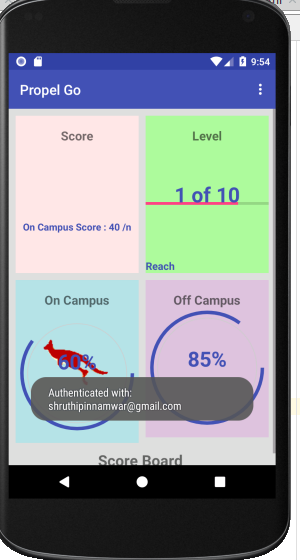 9:54
Propel Go
Score
On Campus Score : 40 /n
Level
1 of 10
Reach
On Campus
60%
Off Campus
85%
Authenticated with:
shruthipinnamwar@gmail.com
Score Board